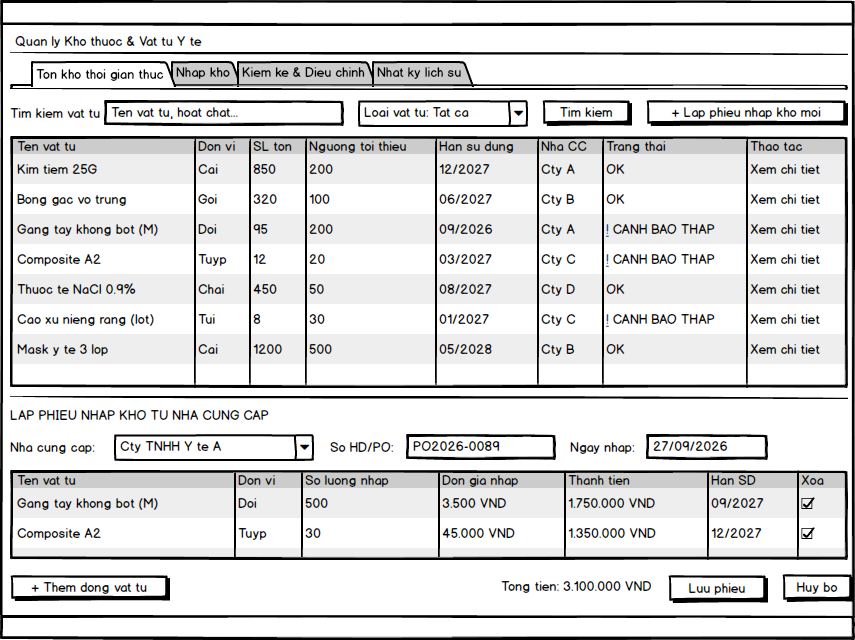 Quan ly Kho thuoc & Vat tu Y te
Ton kho thoi gian thuc Nhap kho Kiem ke & Dieu chinh Nhat ky lich su
Tim kiem vat tu Ten vat tu, hoat chat... Loai vat tu: Tat ca Tim kiem + Lap phieu nhap kho moi
Ten vat tu Don vi SL ton Nguong toi thieu Han su dung Nha CC Trang thai Thao tac
Kim tiem 25G Cai 850 200 12/2027 Cty A OK Xem chi tiet
Bong gac vo trung Goi 320 100 06/2027 Cty B OK Xem chi tiet
Gang tay khong bot (M) Doi 95 200 09/2026 Cty A ! CANH BAO THAP Xem chi tiet
Composite A2 Tuyp 12 20 03/2027 Cty C ! CANH BAO THAP Xem chi tiet
Thuoc te NaCl 0.9% Chai 450 50 08/2027 Cty D OK Xem chi tiet
Cao xu nieng rang (lot) Tui 8 30 01/2027 Cty C ! CANH BAO THAP Xem chi tiet
Mask y te 3 lop Cai 1200 500 05/2028 Cty B OK Xem chi tiet
LAP PHIEU NHAP KHO TU NHA CUNG CAP
Nha cung cap: Cty TNHH Y te A So HD/PO: PO2026-0089 Ngay nhap: 27/09/2026
Ten vat tu Don vi So luong nhap Don gia nhap Thanh tien Han SD Xoa
Gang tay khong bot (M) Doi 500 3.500 VND 1.750.000 VND 09/2027
Composite A2 Tuyp 30 45.000 VND 1.350.000 VND 12/2027
+ Them dong vat tu Tong tien: 3.100.000 VND Luu phieu Huy bo